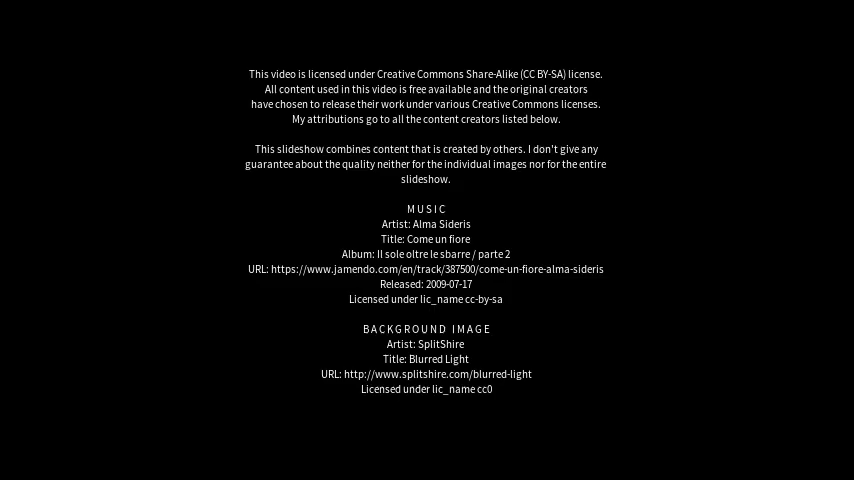 This video is licensed under Creative Commons Share-Alike (CC BY-SA) license.
All content used in this video is free available and the original creators
have chosen to release their work under various Creative Commons licenses.
My attributions go to all the content creators listed below.
This slideshow combines content that is created by others. I don't give any
guarantee about the quality neither for the individual images nor for the entire
slideshow.
MUSIC
Artist: Alma Sideris
Title: Come un fiore
Album: Il sole oltre le sbarre / parte 2
URL: https://www.jamendo.com/en/track/387500/come-un-fiore-alma-sideris
Released: 2009-07-17
Licensed under lic_name cc-by-sa
BACKGROUND IMAGE
Artist: SplitShire
Title: Blurred Light
URL: http://www.splitshire.com/blurred-light
Licensed under lic_name cc0